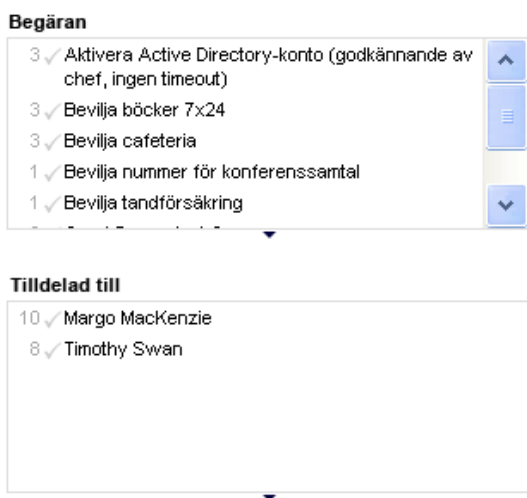 Begäran
3 Aktivera Active Directory-konto (godkännande av
chef, ingen timeout)
3 Bevilja böcker 7x24
3 Bevilja cafeteria
1 Bevilja nummer för konferenssamtal
1 Bevilja tandförsäkring
Tilldelad till
10 Margo MacKenzie
8 Timothy Swan